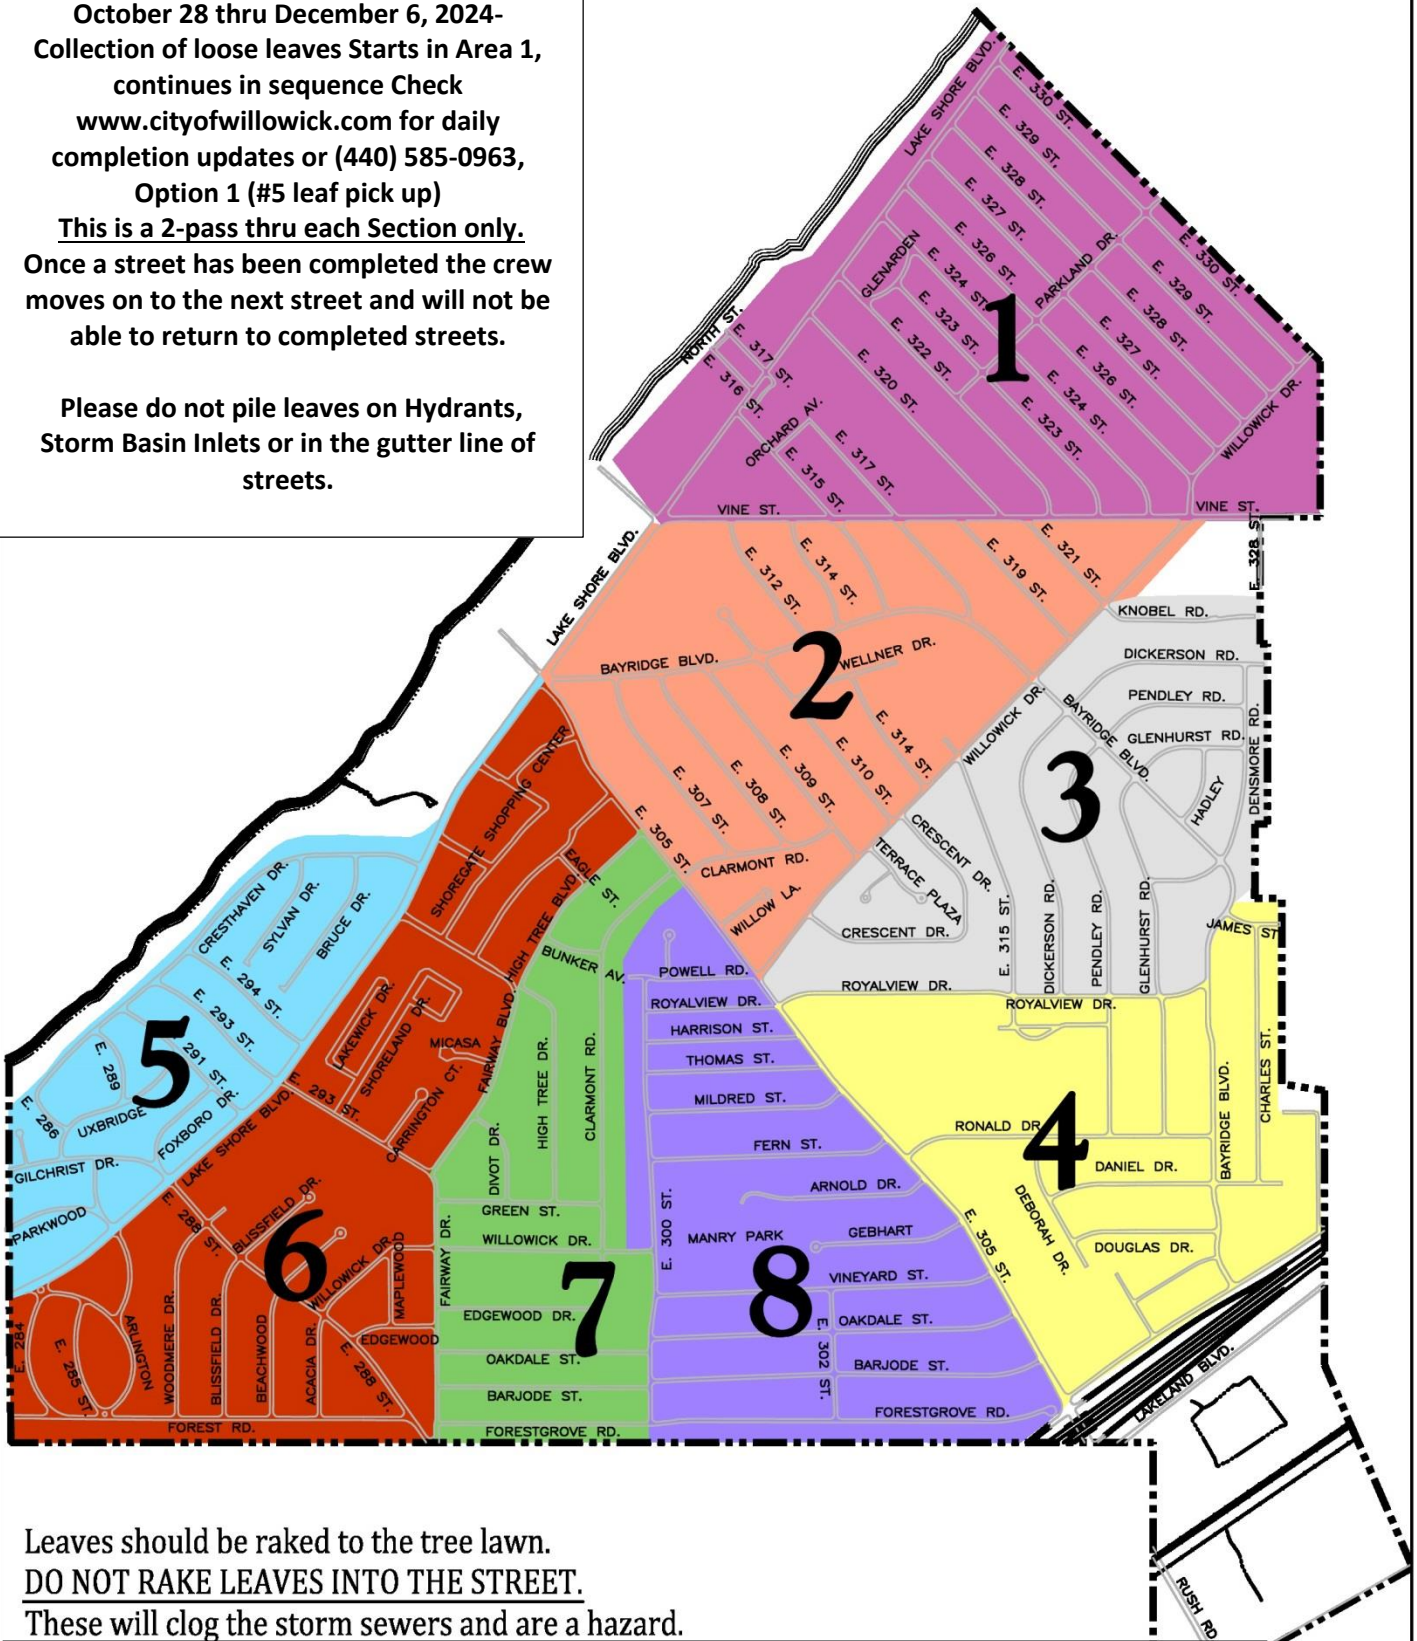 October 28 thru December 6, 2024-
Collection of loose leaves Starts in Area 1,
continues in sequence Check
www.cityofwillowick.com for daily
completion updates or (440) 585-0963,
Option 1 (#5 leaf pick up)
This is a 2-pass thru each Section only.
Once a street has been completed the crew
moves on to the next street and will not be
able to return to completed streets.
Please do not pile leaves on Hydrants,
Storm Basin Inlets or in the gutter line of
streets.
LAKE SHORE BLVD.
E. 330 ST.
E. 329 ST.
E. 328 ST.
E. 327 ST.
E. 326 ST.
GLENARDEN
E. 324 ST.
E. 323 ST.
E. 322 ST.
E. 320 ST.
PARKLAND DR.
1
E. 330 ST.
E. 329 ST.
E. 328 ST.
E. 327 ST.
E. 326 ST.
E. 324 ST.
E. 323 ST.
WILLOWICK DR.
NORTH ST.
E. 317 ST.
E. 316 ST.
ORCHARD AV.
E. 317 ST.
E. 315 ST.
VINE ST.
VINE ST.
E. 328 ST.
LAKE SHORE BLVD.
E. 312 ST.
E. 314 ST.
E. 319 ST.
E. 321 ST.
BAYRIDGE BLVD.
2
WELLNER DR.
E. 314 ST.
E. 310 ST.
E. 309 ST.
E. 308 ST.
E. 307 ST.
E. 305 ST.
CLARMONT RD.
WILLOW LA.
WILLOWICK DR.
KNOBEL RD.
DICKERSON RD.
PENDLEY RD.
BAYRIDGE BLVD.
GLENHURST RD.
DENSMORE RD.
HADLEY
3
CRESCENT DR.
TERRACE PLAZA
CRESCENT DR.
E. 315 ST.
DICKERSON RD.
PENDLEY RD.
GLENHURST RD.
JAMES ST
ROYALVIEW DR.
ROYALVIEW DR.
SHOREGATE SHOPPING CENTER
EAGLE ST.
HIGH TREE BLVD.
BUNKER AV.
CRESTHAVEN DR.
SYLVAN DR.
BRUCE DR.
E. 294 ST.
E. 293 ST.
291 ST.
E. 289
5
E. 286
UXBRIDGE
FOXBORO DR.
GILCHRIST DR.
PARKWOOD
LAKE SHORE BLVD.
E. 293 ST.
LAKEWICK DR.
SHORELAND DR.
MICASA
CARRINGTON CT.
FAIRWAY BLVD.
HIGH TREE DR.
CLARMONT RD.
DIVOT DR.
POWELL RD.
ROYALVIEW DR.
HARRISON ST.
THOMAS ST.
MILDRED ST.
FERN ST.
ARNOLD DR.
GEBHART
MANRY PARK
E. 300 ST.
8
VINEYARD ST.
OAKDALE ST.
E. 302 ST.
BARJODE ST.
FORESTGROVE RD.
E. 305 ST.
RONALD DR.
4
DANIEL DR.
DEBORAH DR.
DOUGLAS DR.
BAYRIDGE BLVD.
CHARLES ST.
E. 288 ST.
BLISSFIELD DR.
6
WILLOWICK DR.
MAPLEWOOD
EDGEWOOD
E. 288 ST.
E. 284
E. 285 ST.
ARLINGTON
WOODMERE DR.
BLISSFIELD DR.
BEACHWOOD
ACACIA DR.
FOREST RD.
FAIRWAY DR.
GREEN ST.
WILLOWICK DR.
7
EDGEWOOD DR.
OAKDALE ST.
BARJODE ST.
FORESTGROVE RD.
LAKELAND BLVD.
RUSH RD
Leaves should be raked to the tree lawn.
DO NOT RAKE LEAVES INTO THE STREET.
These will clog the storm sewers and are a hazard.